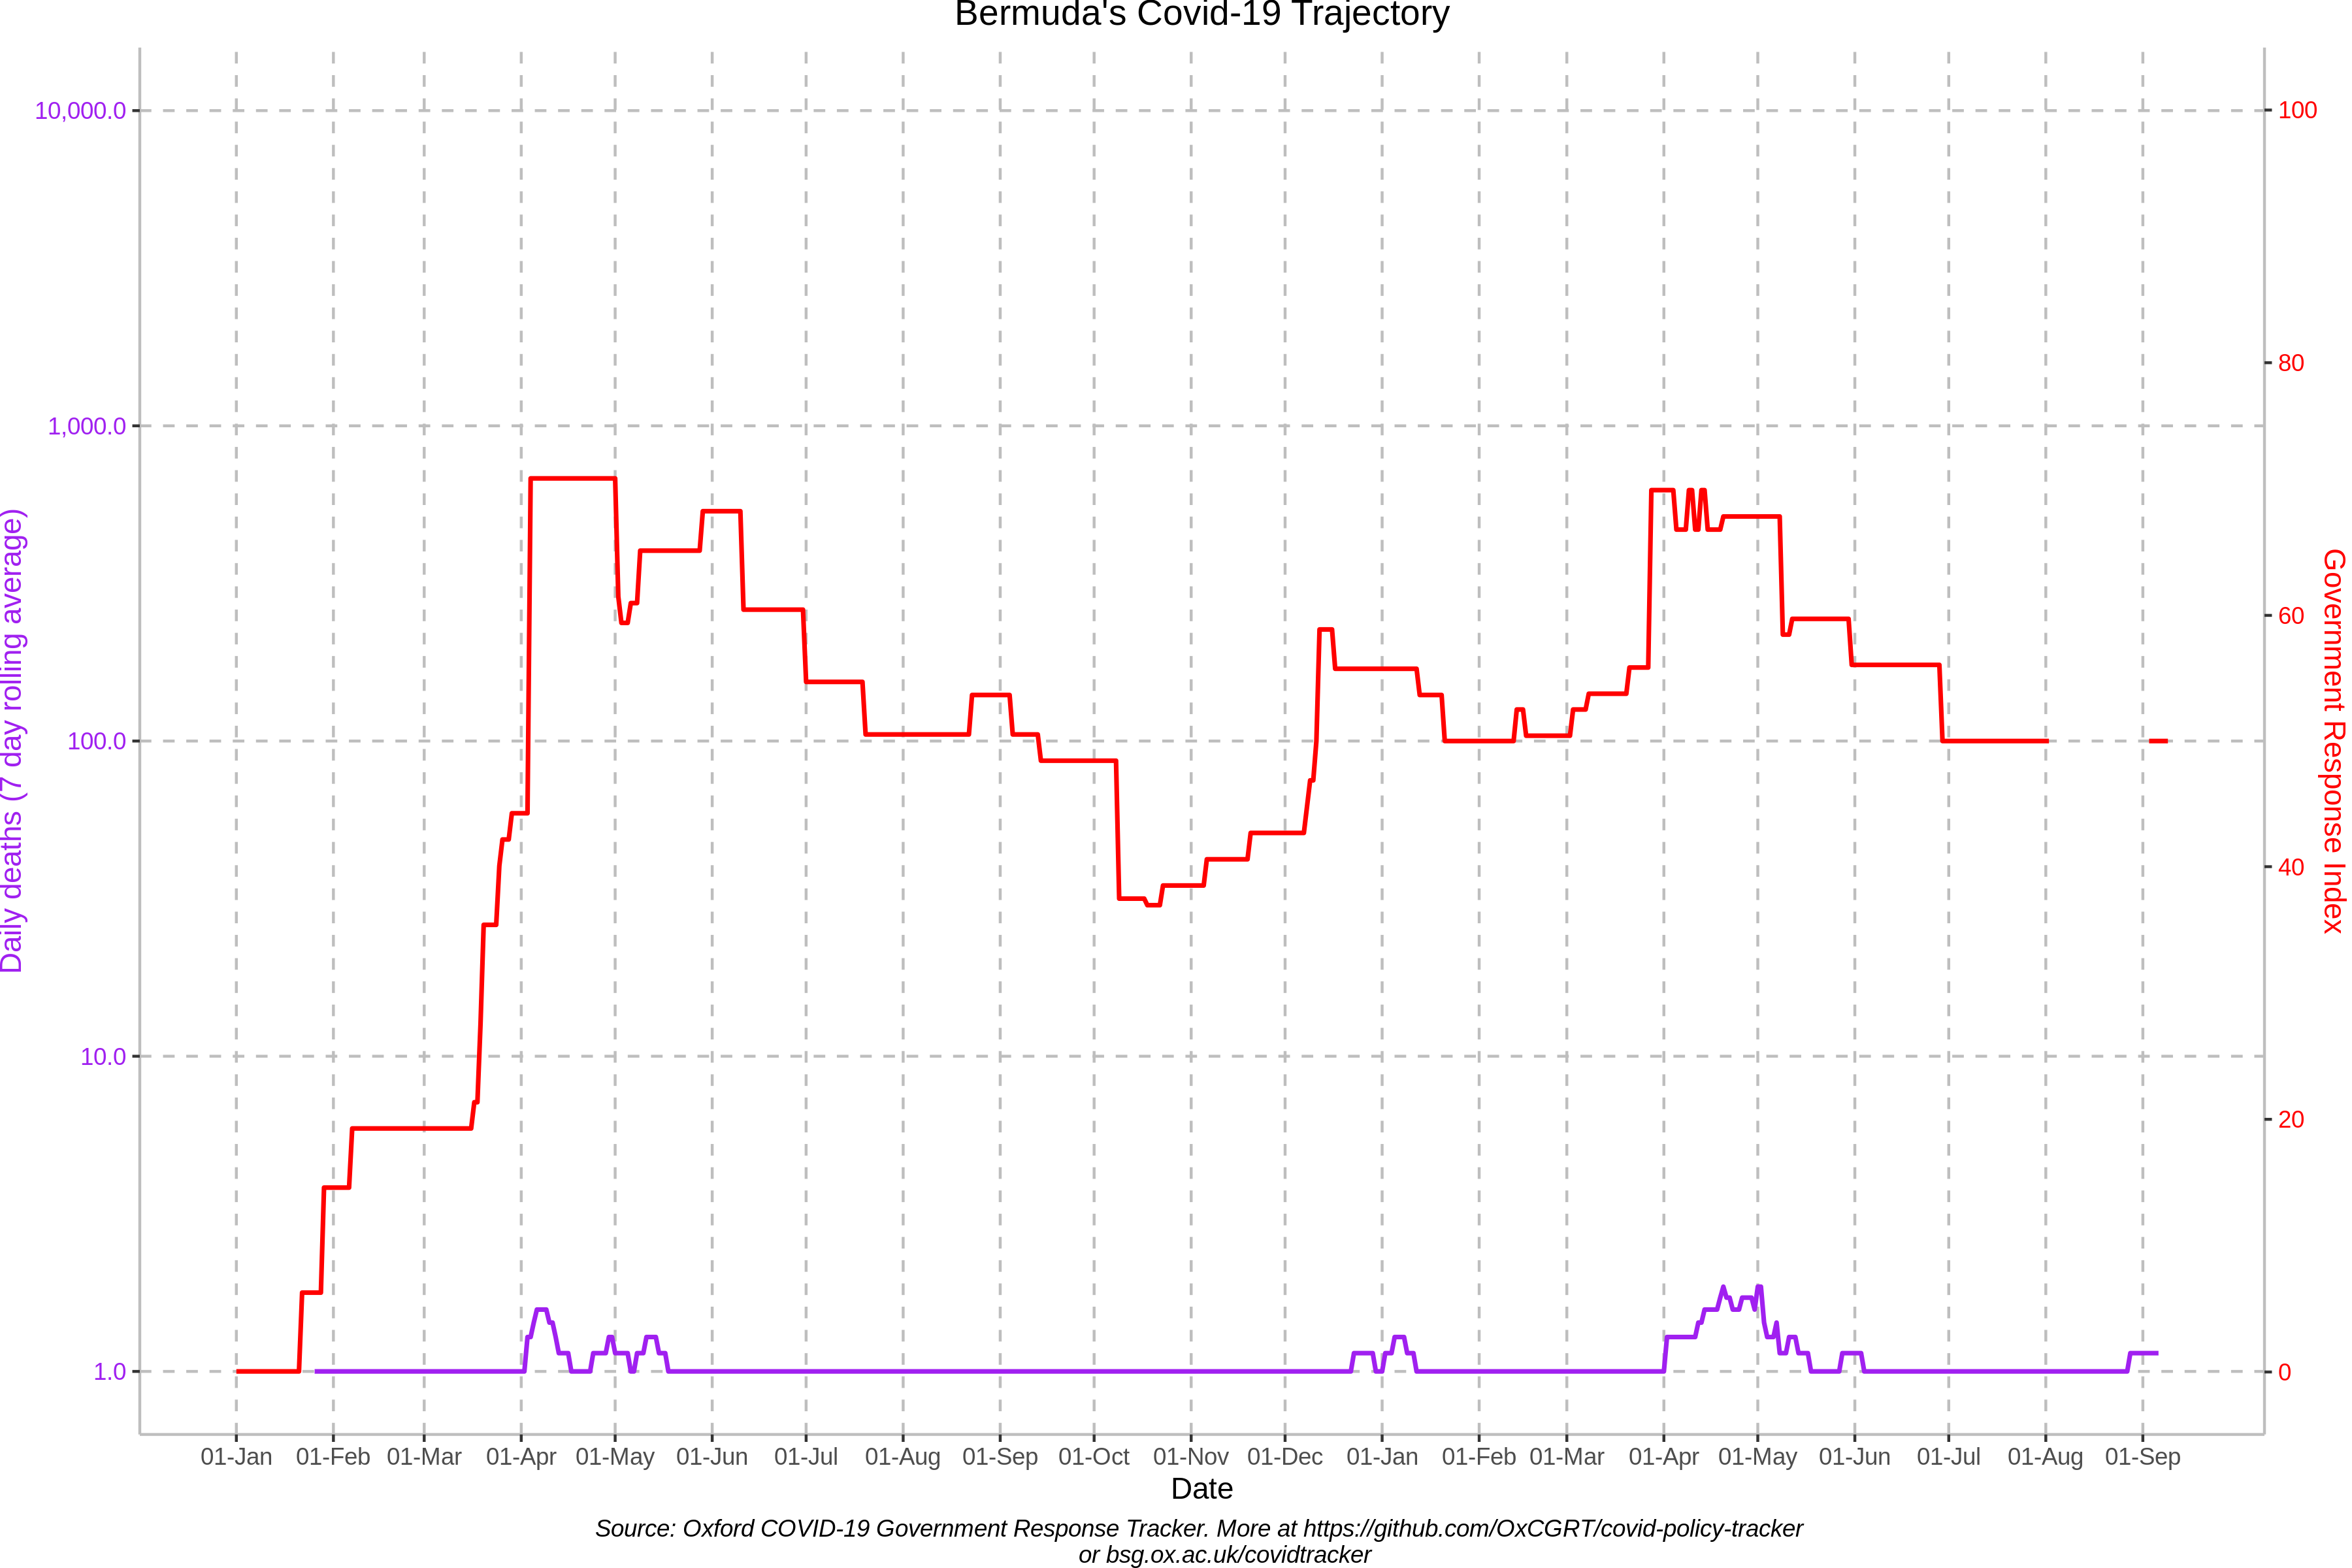 Bermuda's Covid-19 Trajectory
10,000.0
1,000.0
100.0
10.0
1.0
Daily deaths (7 day rolling average)
100
80
60
40
20
0
Government Response Index
01-Jan 01-Feb 01-Mar 01-Apr 01-May 01-Jun 01-Jul 01-Aug 01-Sep 01-Oct 01-Nov 01-Dec 01-Jan 01-Feb 01-Mar 01-Apr 01-May 01-Jun 01-Jul 01-Aug 01-Sep
Date
Source: Oxford COVID-19 Government Response Tracker. More at https://github.com/OxCGRT/covid-policy-tracker
or bsg.ox.ac.uk/covidtracker